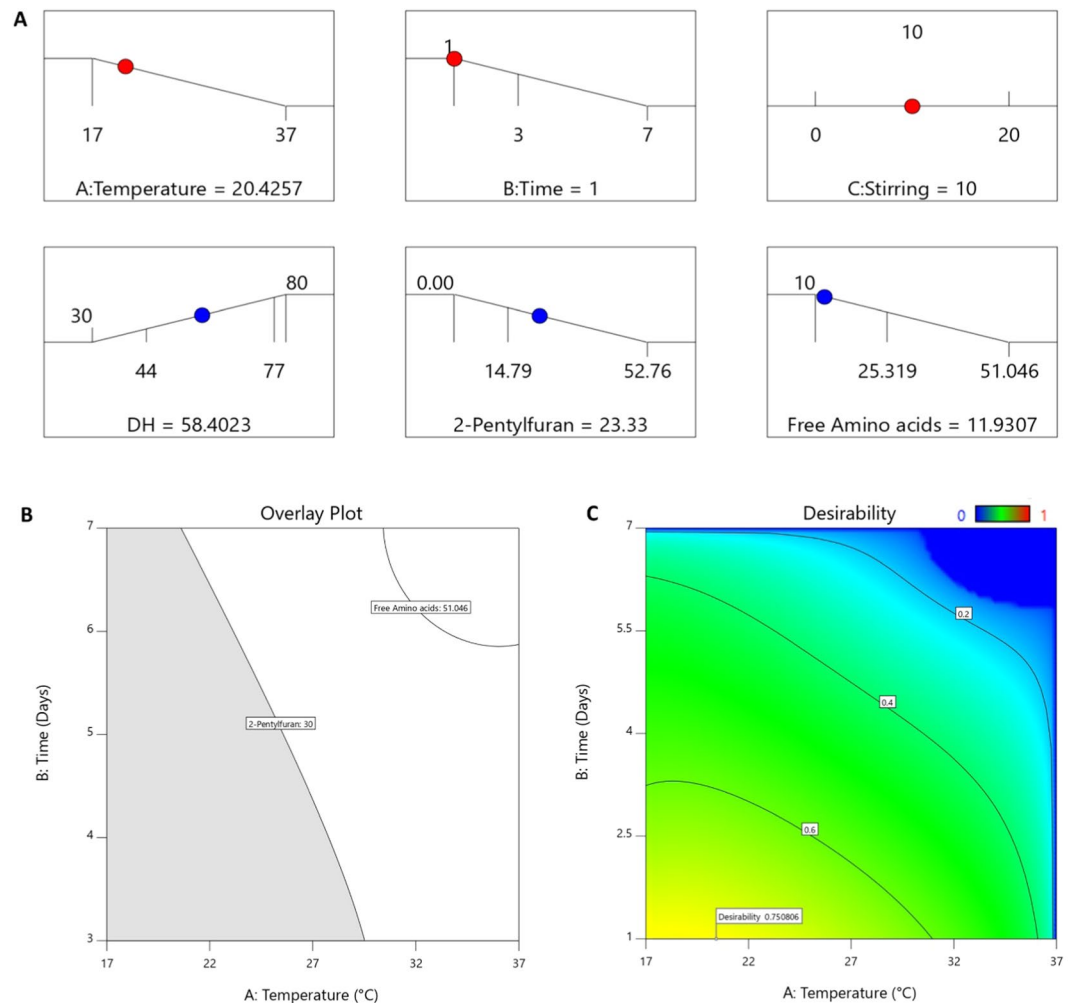 A
17
37
A:Temperature = 20.4257
1
3
7
B:Time = 1
10
0
20
C:Stirring = 10
30
80
44
77
DH = 58.4023
0.00
14.79
52.76
2-Pentylfuran = 23.33
10
25.319
51.046
Free Amino acids = 11.9307
B
Overlay Plot
7
6
5
4
3
B: Time (Days)
Free Amino acids: 51.046
2-Pentylfuran: 30
17
22
27
32
37
A: Temperature (°C)
C
Desirability
0
1
7
5.5
4
2.5
1
B: Time (Days)
0.2
0.4
0.6
Desirability 0.750806
17
22
27
32
37
A: Temperature (°C)